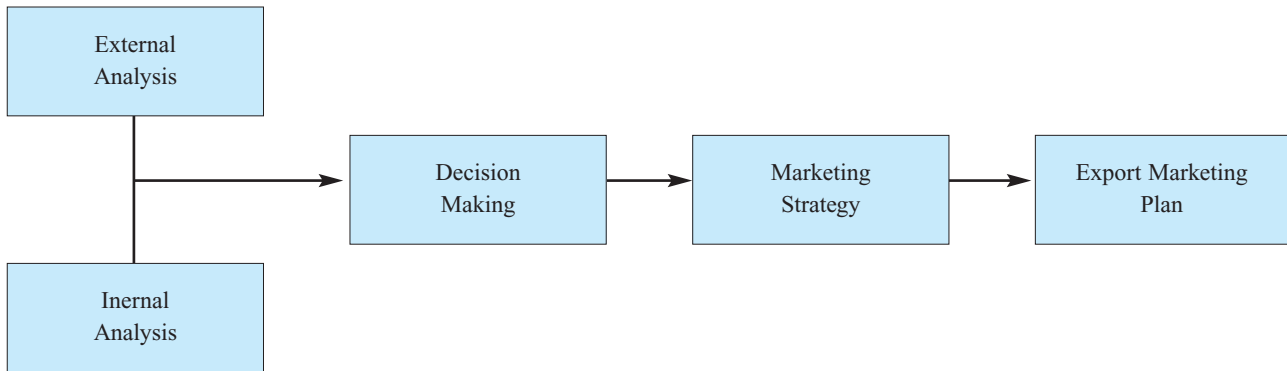 External
Analysis
Decision
Making
Marketing
Strategy
Export Marketing
Plan
Inernal
Analysis